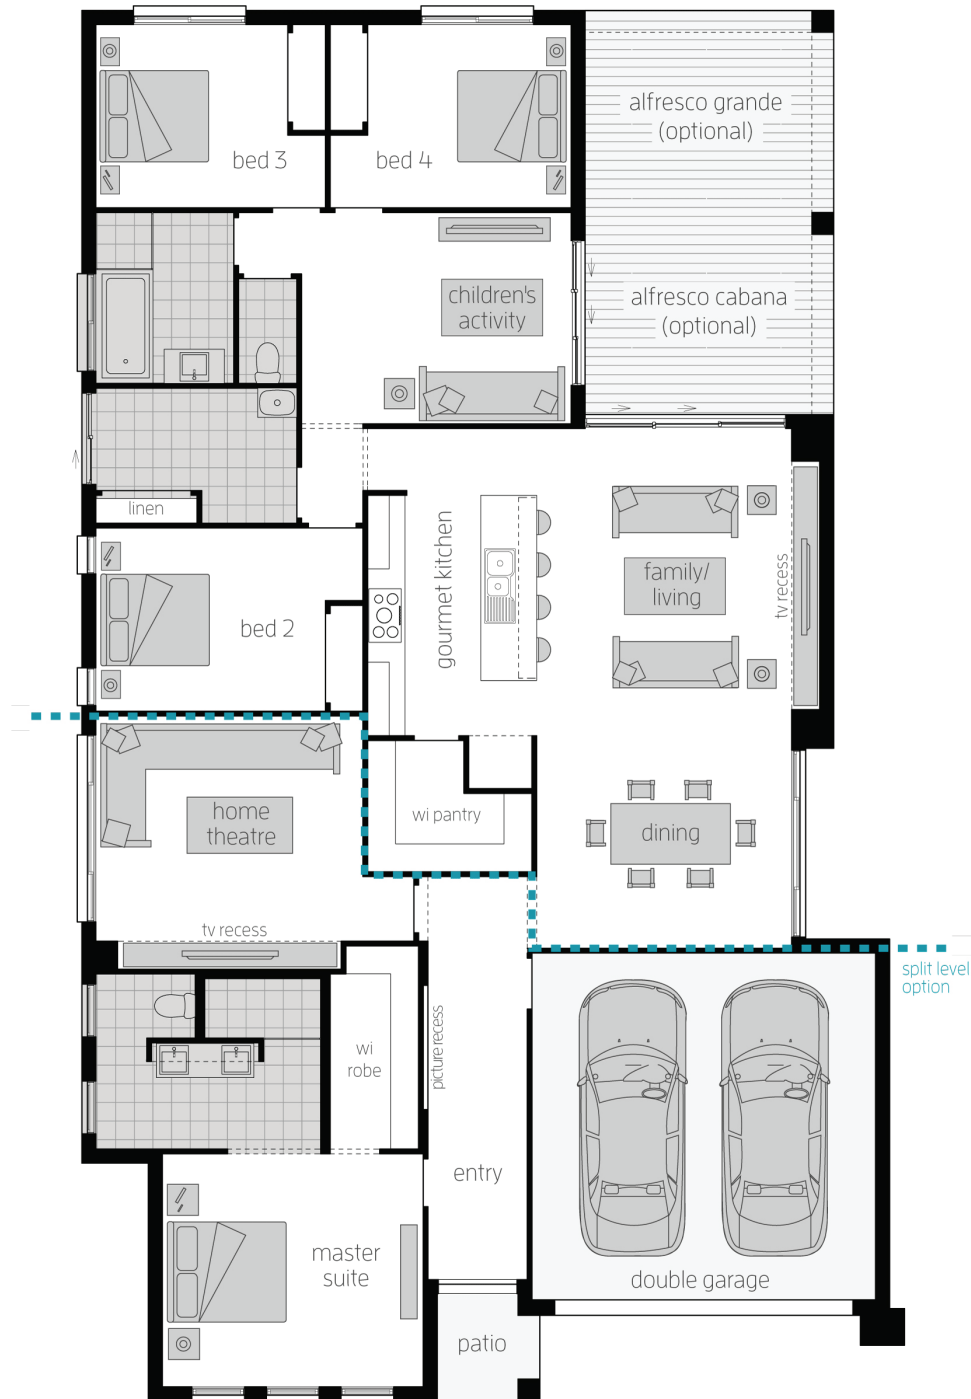 alfresco grande
(optional)
bed 3
bed 4
children's
activity
alfresco cabana
(optional)
linen
gourmet kitchen
family/
living
tv recess
bed 2
home
theatre
wi pantry
dining
tv recess
split level
option
picture recess
wi
robe
entry
master
suite
double garage
patio